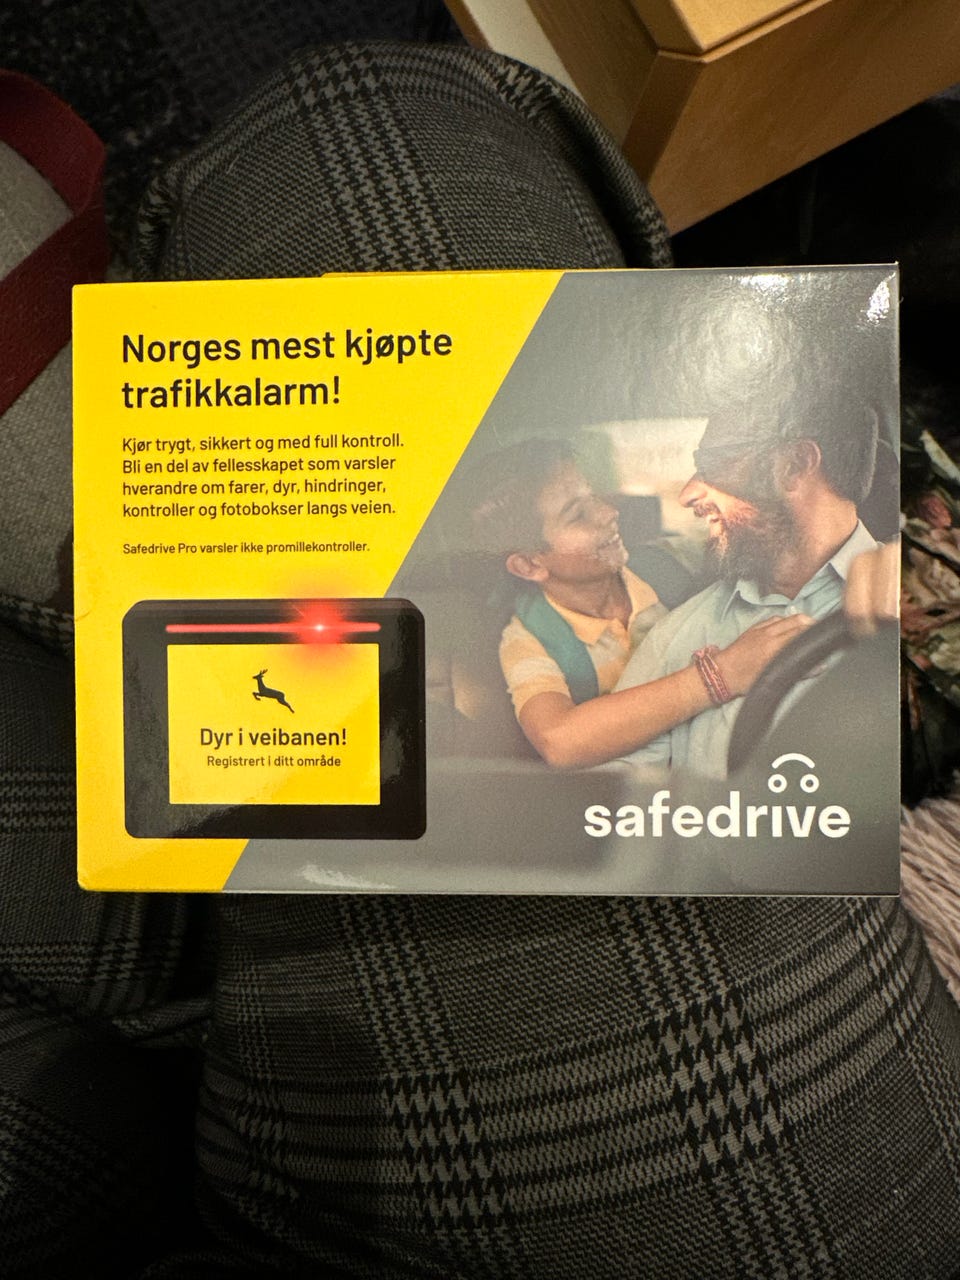 Norges mest kjøpte
trafikkalarm!
Kjør trygt, sikkert og med full kontroll.
Bli en del av fellesskapet som varsler
hverandre om farer, dyr, hindringer,
kontroller og fotobokser langs veien.
Safedrive Pro varsler ikke promillekontroller.
Dyr i veibanen!
Registrert i ditt område
safedrive